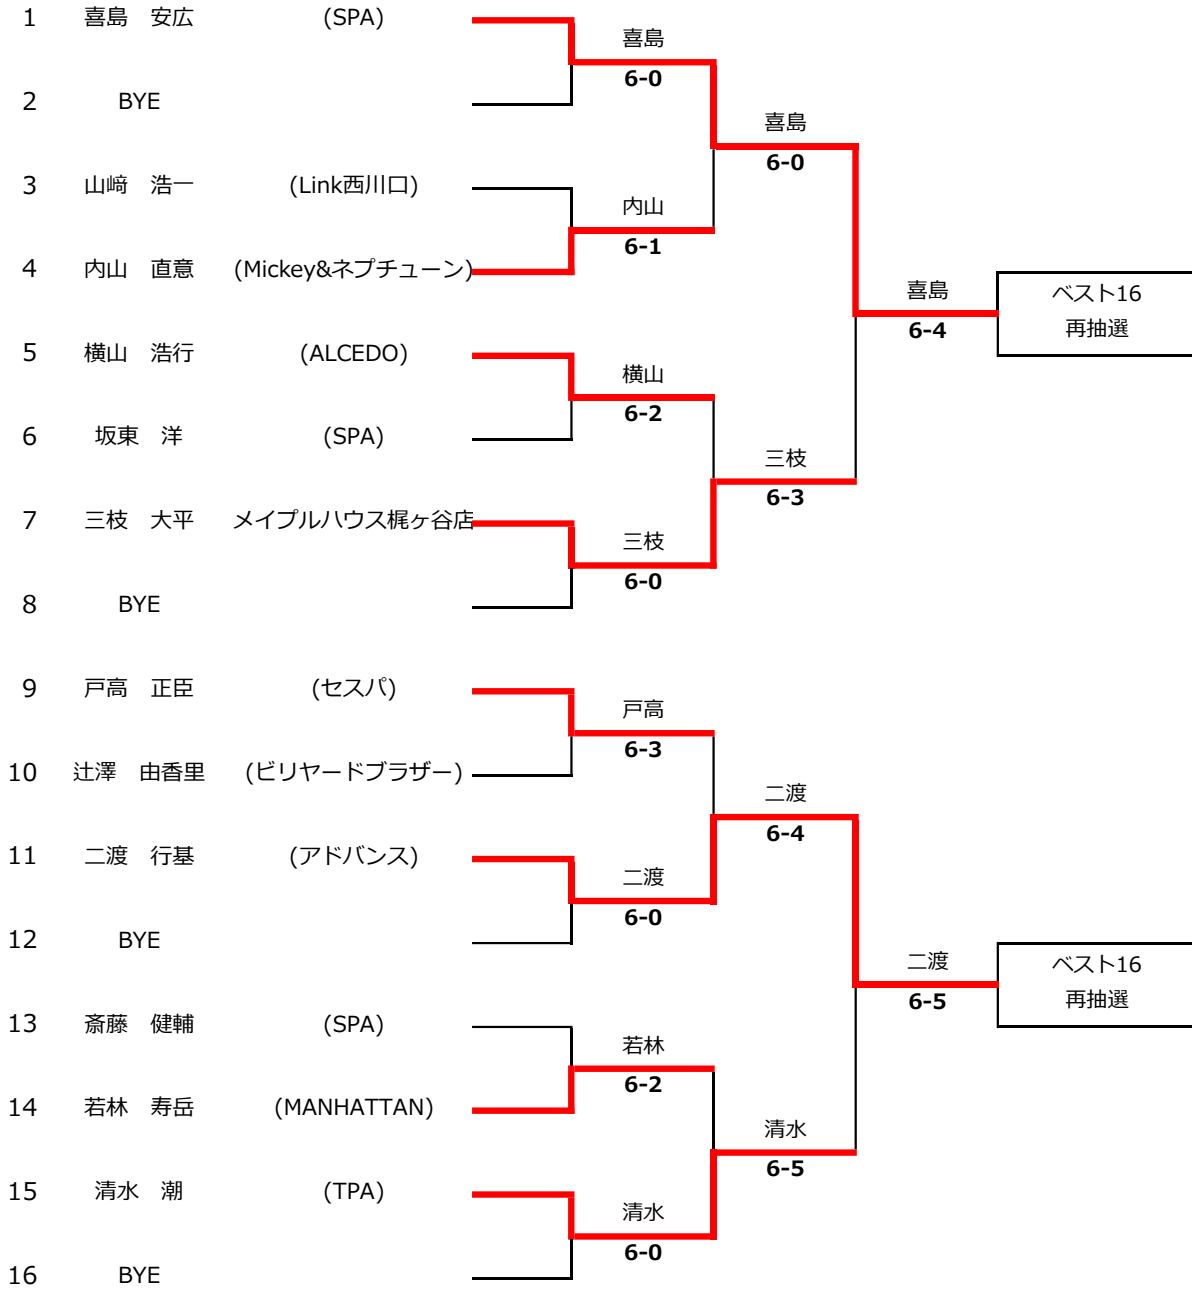 1 喜島 安広 (SPA)
喜島
6-0
2 BYE
喜島
6-0
3 山﨑 浩一 (Link西川口)
内山
6-1
4 内山 直意 (Mickey&ネプチューン)
喜島
6-4
ベスト16
再抽選
5 横山 浩行 (ALCEDO)
横山
6-2
6 坂東 洋 (SPA)
三枝
6-3
7 三枝 大平 メイプルハウス梶ヶ谷店
三枝
6-0
8 BYE
9 戸高 正臣 (セスパ)
戸高
6-3
10 辻澤 由香里 (ビリヤードブラザー)
二渡
6-4
11 二渡 行基 (アドバンス)
二渡
6-0
12 BYE
二渡
6-5
ベスト16
再抽選
13 斎藤 健輔 (SPA)
若林
6-2
14 若林 寿岳 (MANHATTAN)
清水
6-5
15 清水 潮 (TPA)
清水
6-0
16 BYE